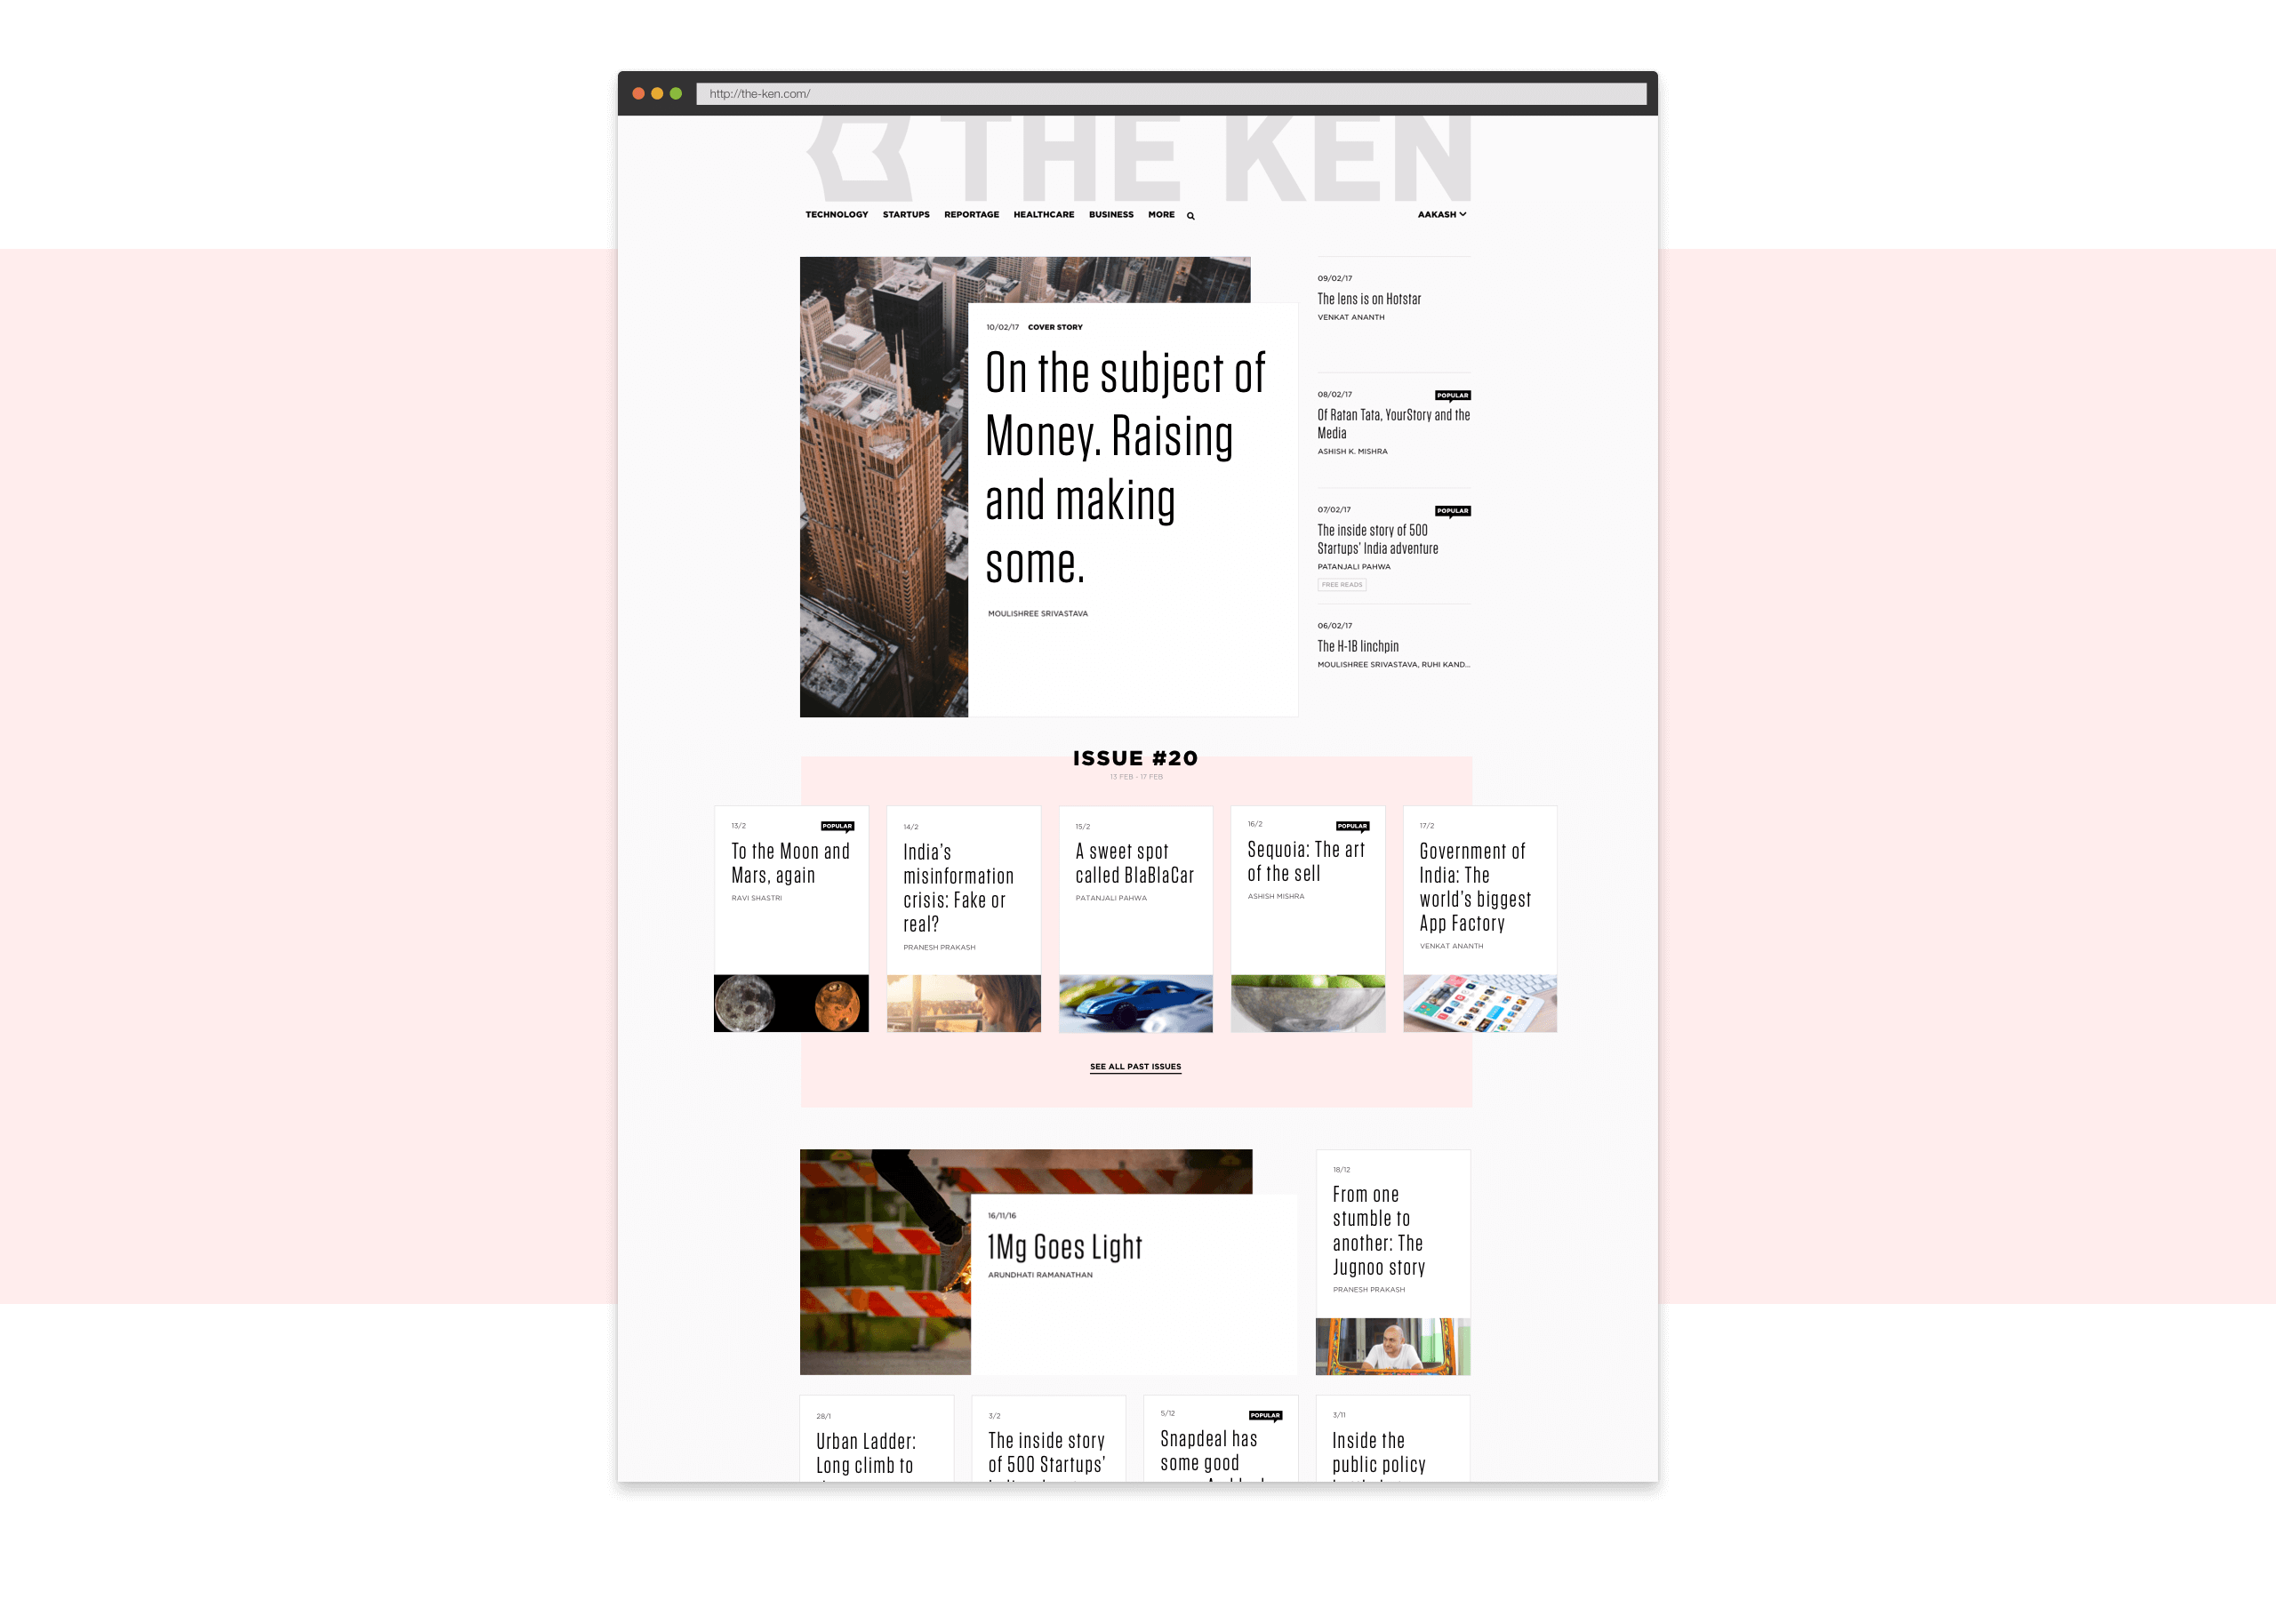 http://the-ken.com/
THE KEN
TECHNOLOGY STARTUPS REPORTAGE HEALTHCARE BUSINESS MORE AAKASH
10/02/17 COVER STORY
On the subject of
Money. Raising
and making
some.
MOULISHREE SRIVASTAVA
09/02/17
The lens is on Hotstar
VENKAT ANANTH
08/02/17 POPULAR
Of Ratan Tata, YourStory and the
Media
ASHISH K. MISHRA
07/02/17 POPULAR
The inside story of 500
Startups' India adventure
PATANJALI PAHWA
FREE READS
06/02/17
The H-1B linchpin
MOULISHREE SRIVASTAVA, RUHI KAND...
ISSUE #20
13 FEB - 17 FEB
13/2 POPULAR
To the Moon and
Mars, again
RAVI SHASTRI
14/2
India's
misinformation
crisis: Fake or
real?
PRANESH PRAKASH
15/2
A sweet spot
called BlaBlaCar
PATANJALI PAHWA
16/2 POPULAR
Sequoia: The art
of the sell
ASHISH MISHRA
17/2
Government of
India: The
world's biggest
App Factory
VENKAT ANANTH
SEE ALL PAST ISSUES
16/11/16
1Mg Goes Light
ARUNDHATI RAMANATHAN
18/12
From one
stumble to
another: The
Jugnoo story
PRANESH PRAKASH
28/1
Urban Ladder:
Long climb to
3/2
The inside story
of 500 Startups'
5/12 POPULAR
Snapdeal has
some good
3/11
Inside the
public policy